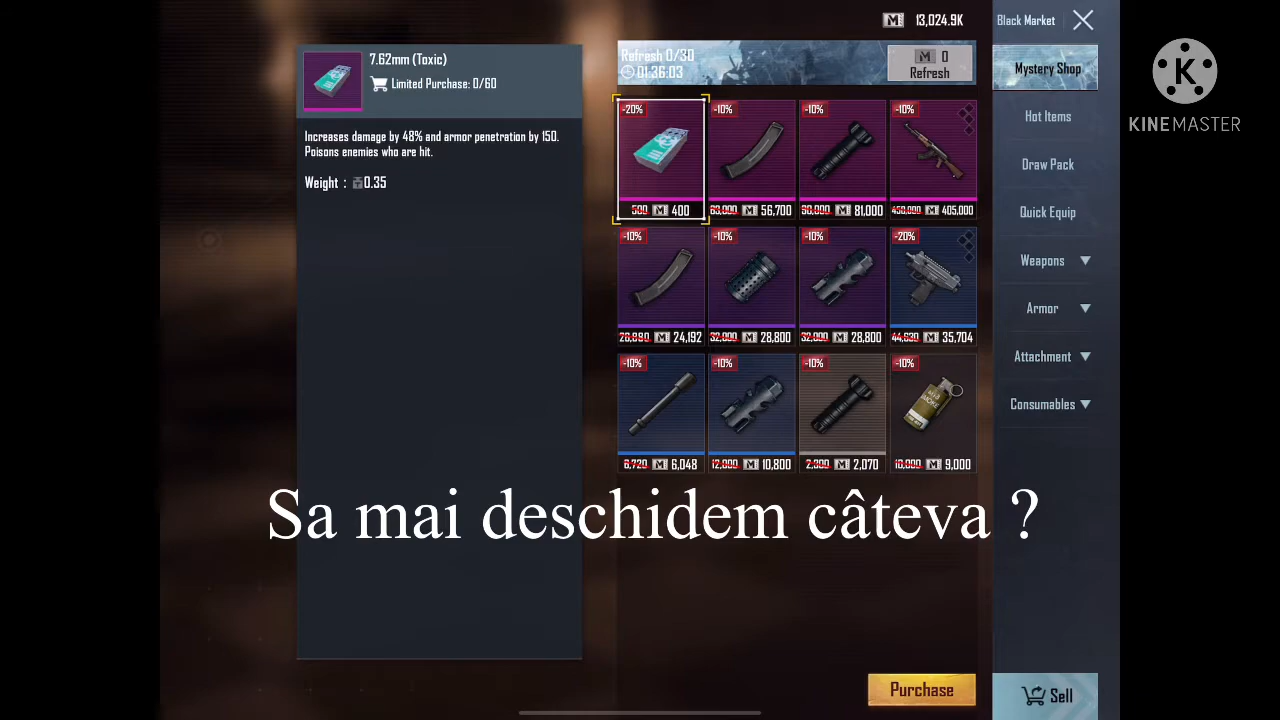 13,024.9K
Black Market
7.62mm (Toxic)
Limited Purchase: 0/60
Increases damage by 48% and armor penetration by 150.
Poisons enemies who are hit.
Weight : 0.35
Refresh 0/30
01:36:03
0
Refresh
-20% -10% -10% -10%
500 400 63,000 56,700 90,000 81,000 450,000 405,000
-10% -10% -10% -20%
26,880 24,192 32,000 28,800 32,000 28,800 44,630 35,704
-10% -10% -10%
6,720 6,048 12,000 10,800 2,300 2,070 10,000 9,000
-10%
Mystery Shop
Hot Items
Draw Pack
Quick Equip
Weapons
Armor
Attachment
Consumables
K
KINEMASTER
Sa mai deschidem câteva ?
Purchase
Sell